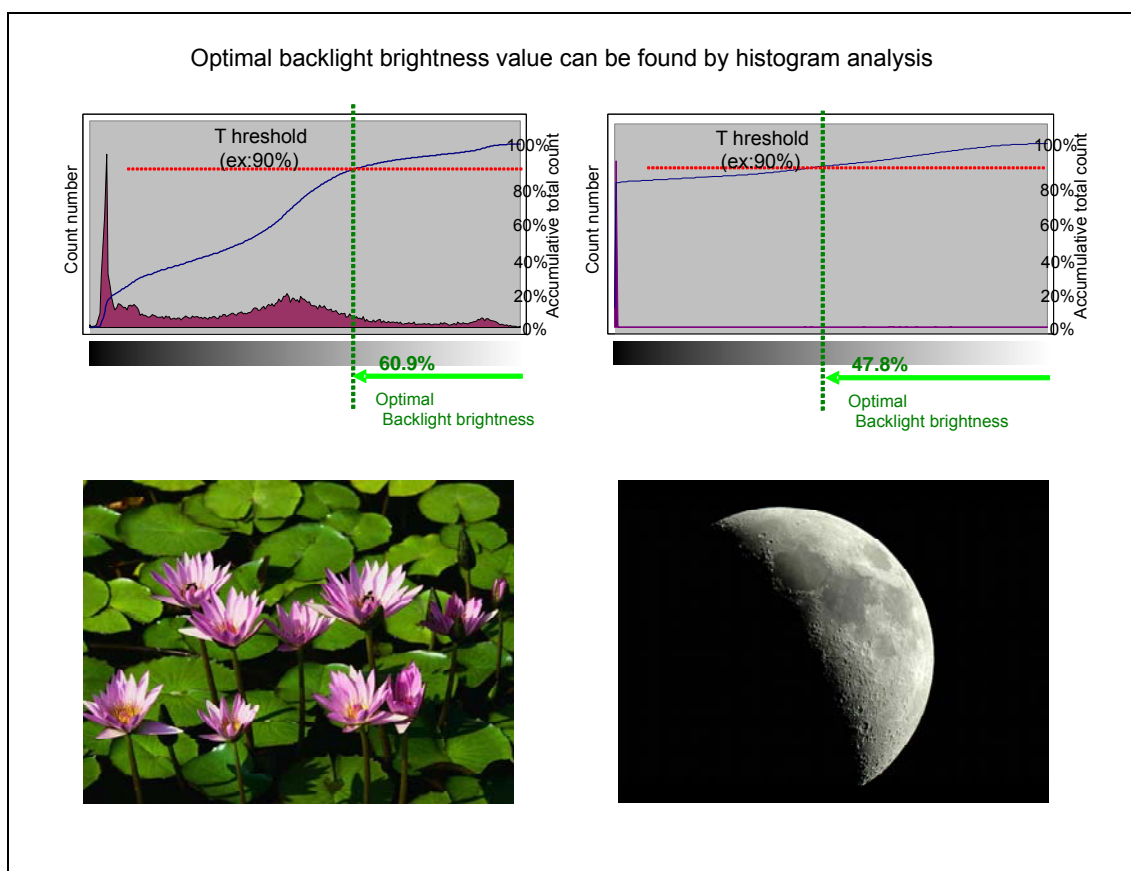 Optimal backlight brightness value can be found by histogram analysis
Count number
T hreshold
(ex:90%)
100%
80%
60%
40%
20%
0%
Accumulative total count
60.9%
Optimal
Backlight brightness
Count number
T hreshold
(ex:90%)
100%
80%
60%
40%
20%
0%
Accumulative total count
47.8%
Optimal
Backlight brightness